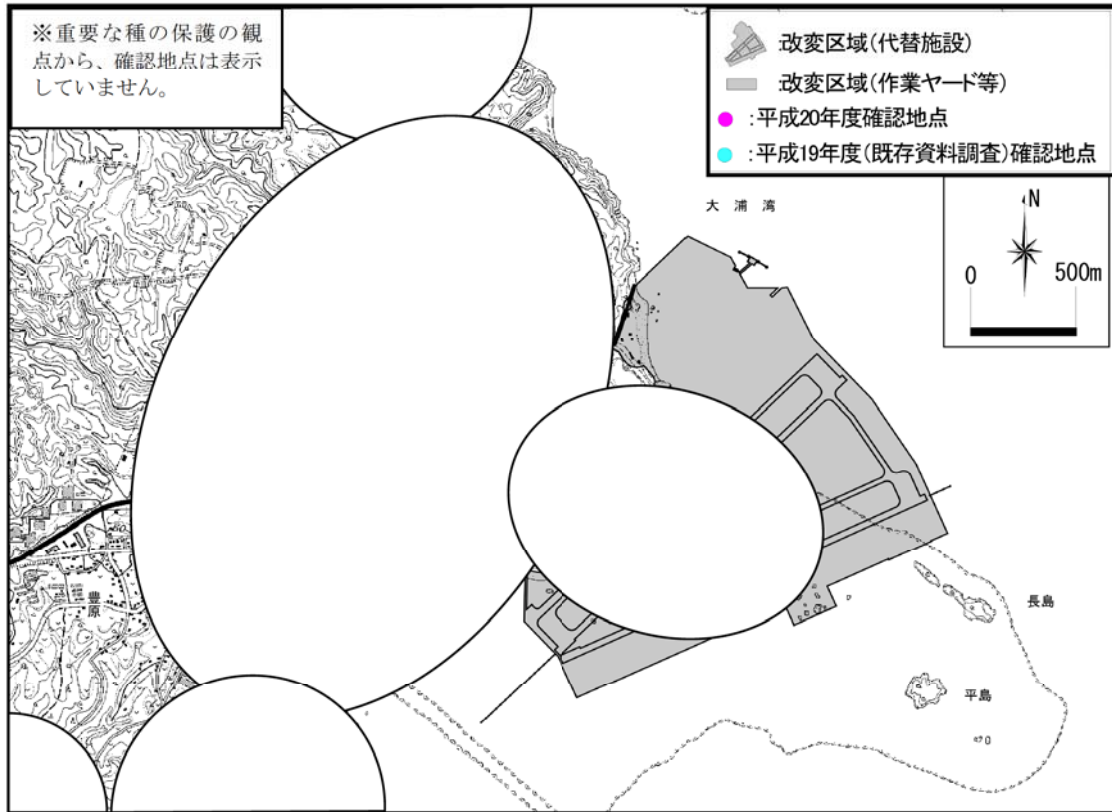 ※重要な種の保護の観
点から、確認地点は表示
していません。
:改変区域(代替施設)
:改変区域(作業ヤード等)
:平成20年度確認地点
:平成19年度(既存資料調査)確認地点
大浦湾
N
0 500m
豊原
長島
平島